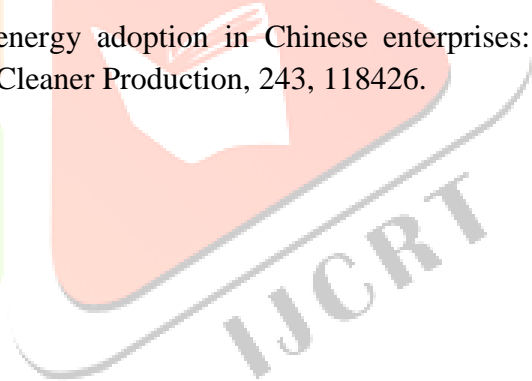 energy adoption in Chinese enterprises:
Cleaner Production, 243, 118426.
IJCRT